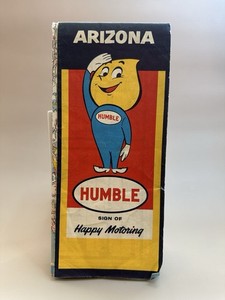 ARIZONA
HUMBLE
HUMBLE
SIGN OF
Happy Motoring